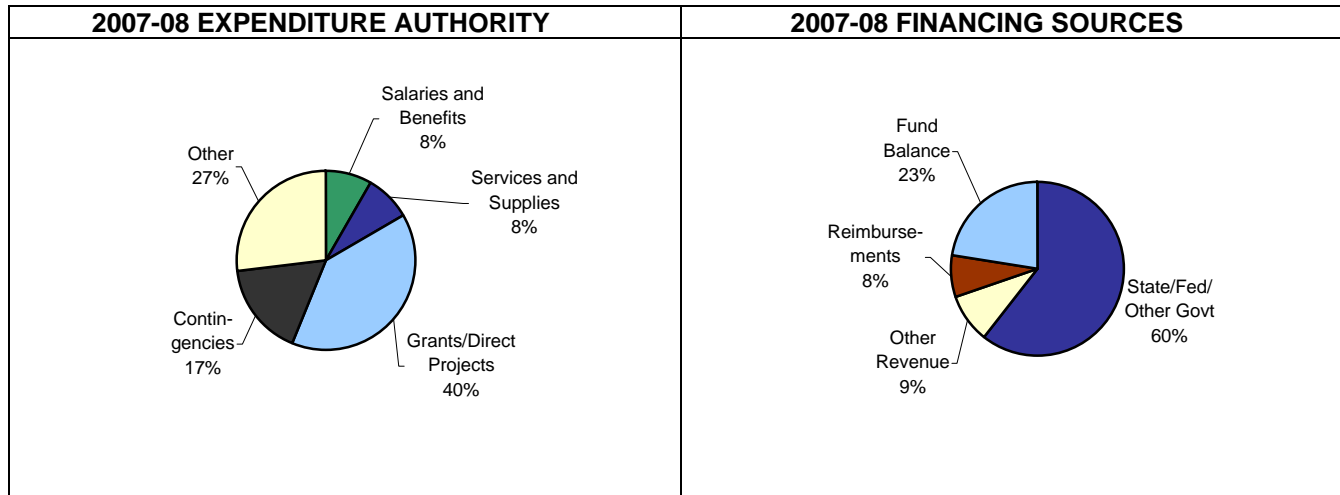 2007-08 EXPENDITURE AUTHORITY
Salaries and
Benefits
8%
Other
27%
Services and
Supplies
8%
Contin-
gencies
17%
Grants/Direct
Projects
40%
2007-08 FINANCING SOURCES
Fund
Balance
23%
Reimburse-
ments
8%
Other
Revenue
9%
State/Fed/
Other Govt
60%